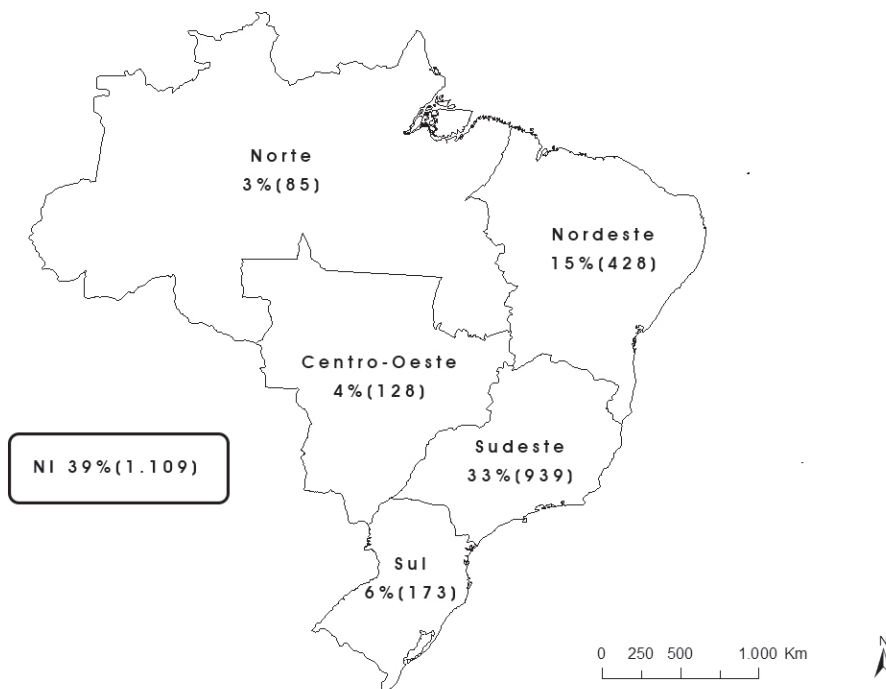 Norte
3%(85)
Nordeste
15%(428)
Centro-Oeste
4%(128)
Sudeste
33%(939)
NI 39%(1.109)
Sul
6%(173)
0 250 500 1.000 Km
N